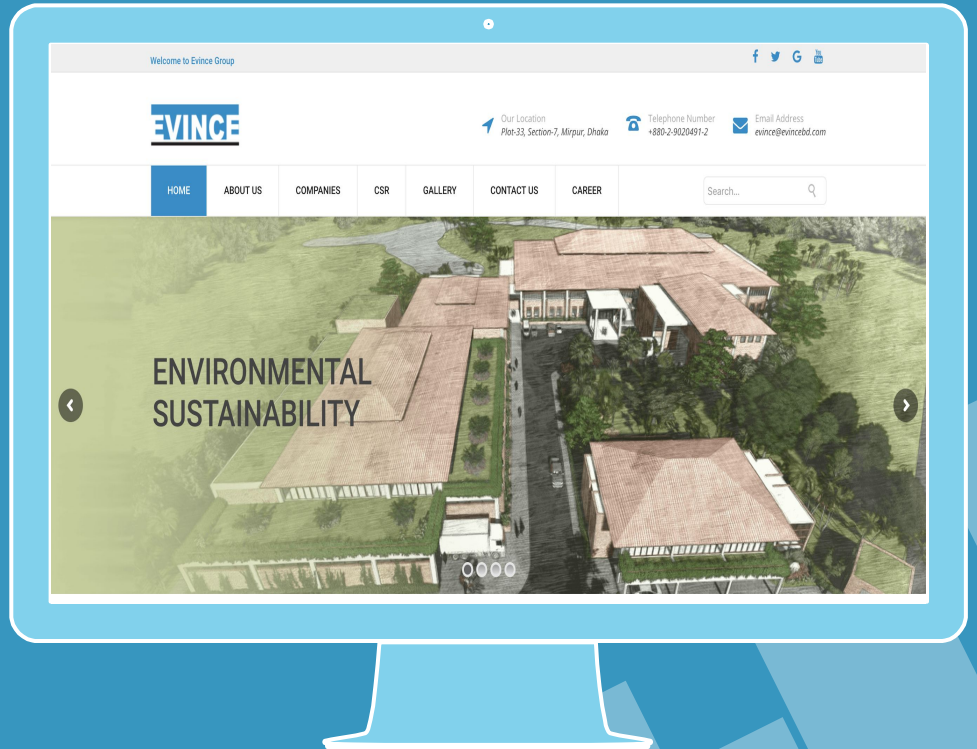 Welcome to Evince Group
EVINCE
Our Location
Plot-33, Section-7, Mirpur, Dhaka
Telephone Number
+880-2-9020491-2
Email Address
evince@evincebd.com
HOME
ABOUT US
COMPANIES
CSR
GALLERY
CONTACT US
CAREER
Search...
ENVIRONMENTAL
SUSTAINABILITY